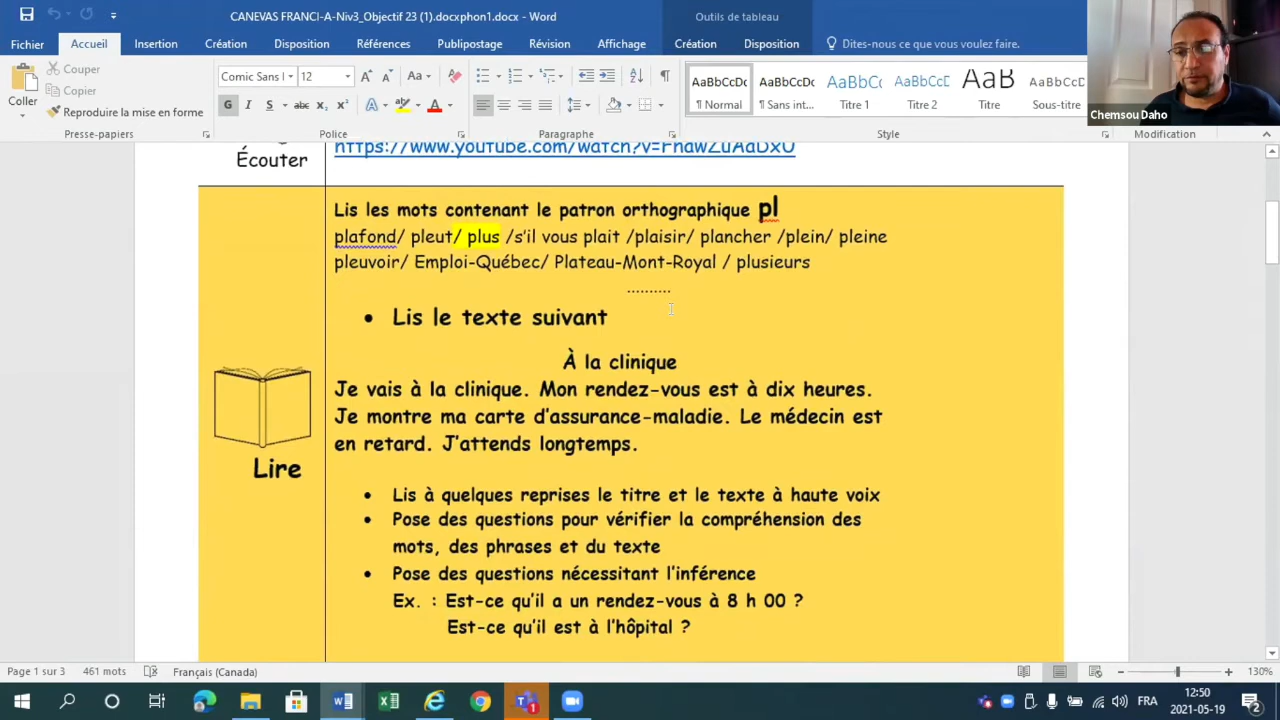 CANEVAS FRANCI-A-Niv3_Objectif 23 (1).docxphon1.docx - Word
Outils de tableau
Fichier Accueil Insertion Création Disposition Références Publipostage Révision Affichage Création Disposition Dites-nous ce que vous voulez faire.
Coller
Couper
Copier
Reproduire la mise en forme
Presse-papiers
Comic Sans 12
Police
Paragraphe
AaBbCcDc AaBbCcDc AaBbCc AaBbCcD AaB AaBbCcD
¶ Normal ¶ Sans int... Titre 1 Titre 2 Titre Sous-titre
Style
Modification
Chemsou Daho
Écouter
Lis les mots contenant le patron orthographique pl
plafond/ pleut/ plus /s'il vous plait /plaisir/ plancher /plein/ pleine
pleuvoir/ Emploi-Québec/ Plateau-Mont-Royal / plusieurs
..........
• Lis le texte suivant
À la clinique
Je vais à la clinique. Mon rendez-vous est à dix heures.
Je montre ma carte d'assurance-maladie. Le médecin est
en retard. J'attends longtemps.
Lire
• Lis à quelques reprises le titre et le texte à haute voix
• Pose des questions pour vérifier la compréhension des
mots, des phrases et du texte
• Pose des questions nécessitant l'inférence
Ex. : Est-ce qu'il a un rendez-vous à 8 h 00 ?
Est-ce qu'il est à l'hôpital ?
Page 1 sur 3 461 mots Français (Canada) 130%
FRA
12:50
2021-05-19